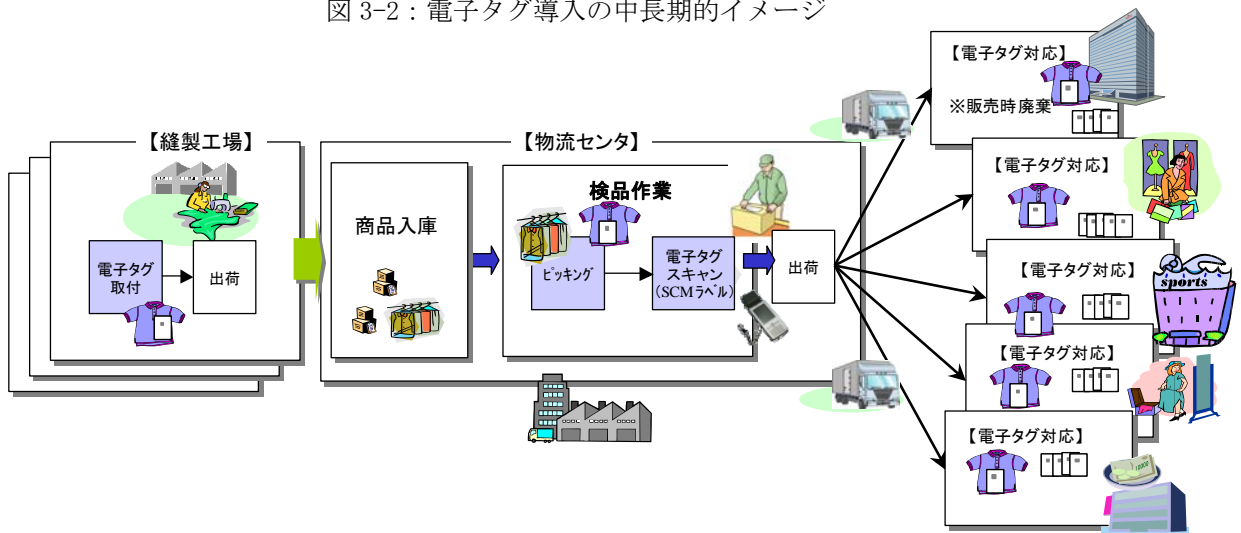 図 3-2：電子タグ導入の中長期的イメージ
【縫製工場】
電子タグ
取付
出荷
【物流センタ】
商品入庫
検品作業
ﾋﾟｯｷﾝｸﾞ
電子タグ
スキャン
(SCMﾗﾍﾞﾙ)
出荷
【電子タグ対応】
※販売時廃棄
【電子タグ対応】
【電子タグ対応】
sports
【電子タグ対応】
【電子タグ対応】
10000